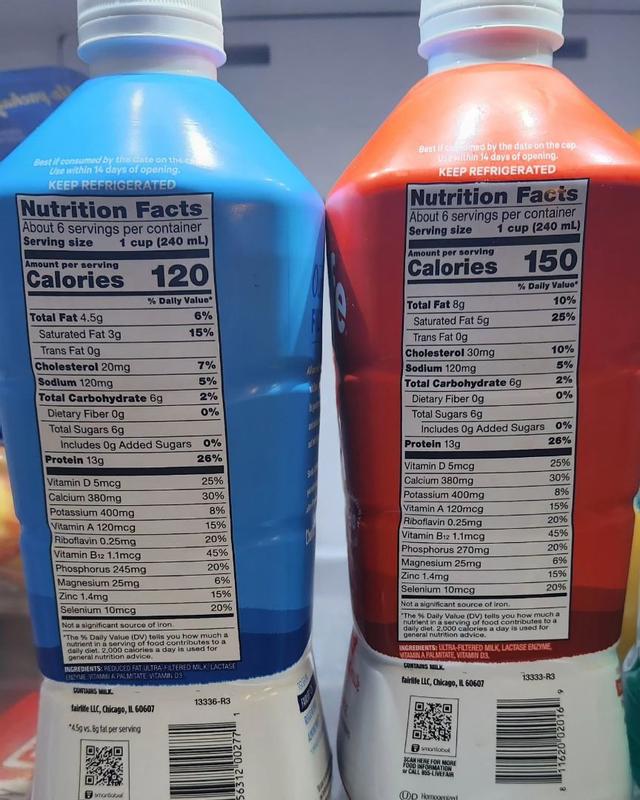 Best if consumed by the date on the cap.
Use within 14 days of opening.
KEEP REFRIGERATED
Nutrition Facts
About 6 servings per container
Serving size 1 cup (240 mL)
Amount per serving
Calories 120
% Daily Value*
Total Fat 4.5g 6%
Saturated Fat 3g 15%
Trans Fat 0g
Cholesterol 20mg 7%
Sodium 120mg 5%
Total Carbohydrate 6g 2%
Dietary Fiber 0g 0%
Total Sugars 6g
Includes 0g Added Sugars 0%
Protein 13g 26%
Vitamin D 5mcg 25%
Calcium 380mg 30%
Potassium 400mg 8%
Vitamin A 120mcg 15%
Riboflavin 0.25mg 20%
Vitamin B12 1.1mcg 45%
Phosphorus 245mg 20%
Magnesium 25mg 6%
Zinc 1.4mg 15%
Selenium 10mcg 20%
Not a significant source of iron.
*The % Daily Value (DV) tells you how much a
nutrient in a serving of food contributes to a
daily diet. 2,000 calories a day is used for
general nutrition advice.
INGREDIENTS: REDUCED FAT ULTRA-FILTERED MILK, LACTASE
ENZYME, VITAMIN A PALMITATE, VITAMIN D3.
CONTAINS MILK.
fairlife LLC, Chicago, IL 60607
13336-R3
*4.5g vs. 8g fat per serving
smartlabel
56312 00277 1
Best if consumed by the date on the cap.
Use within 14 days of opening.
KEEP REFRIGERATED
Nutrition Facts
About 6 servings per container
Serving size 1 cup (240 mL)
Amount per serving
Calories 150
% Daily Value*
Total Fat 8g 10%
Saturated Fat 5g 25%
Trans Fat 0g
Cholesterol 30mg 10%
Sodium 120mg 5%
Total Carbohydrate 6g 2%
Dietary Fiber 0g 0%
Total Sugars 6g
Includes 0g Added Sugars 0%
Protein 13g 26%
Vitamin D 5mcg 25%
Calcium 380mg 30%
Potassium 400mg 8%
Vitamin A 120mcg 15%
Riboflavin 0.25mg 20%
Vitamin B12 1.1mcg 45%
Phosphorus 270mg 20%
Magnesium 25mg 6%
Zinc 1.4mg 15%
Selenium 10mcg 20%
Not a significant source of iron.
*The % Daily Value (DV) tells you how much a
nutrient in a serving of food contributes to a
daily diet. 2,000 calories a day is used for
general nutrition advice.
INGREDIENTS: ULTRA-FILTERED MILK, LACTASE ENZYME,
VITAMIN A PALMITATE, VITAMIN D3.
CONTAINS MILK.
fairlife LLC, Chicago, IL 60607
13333-R3
smartlabel
SCAN HERE FOR MORE
FOOD INFORMATION
or CALL 855-LIVEFAIR
8 11620 02016 9
Homogenized